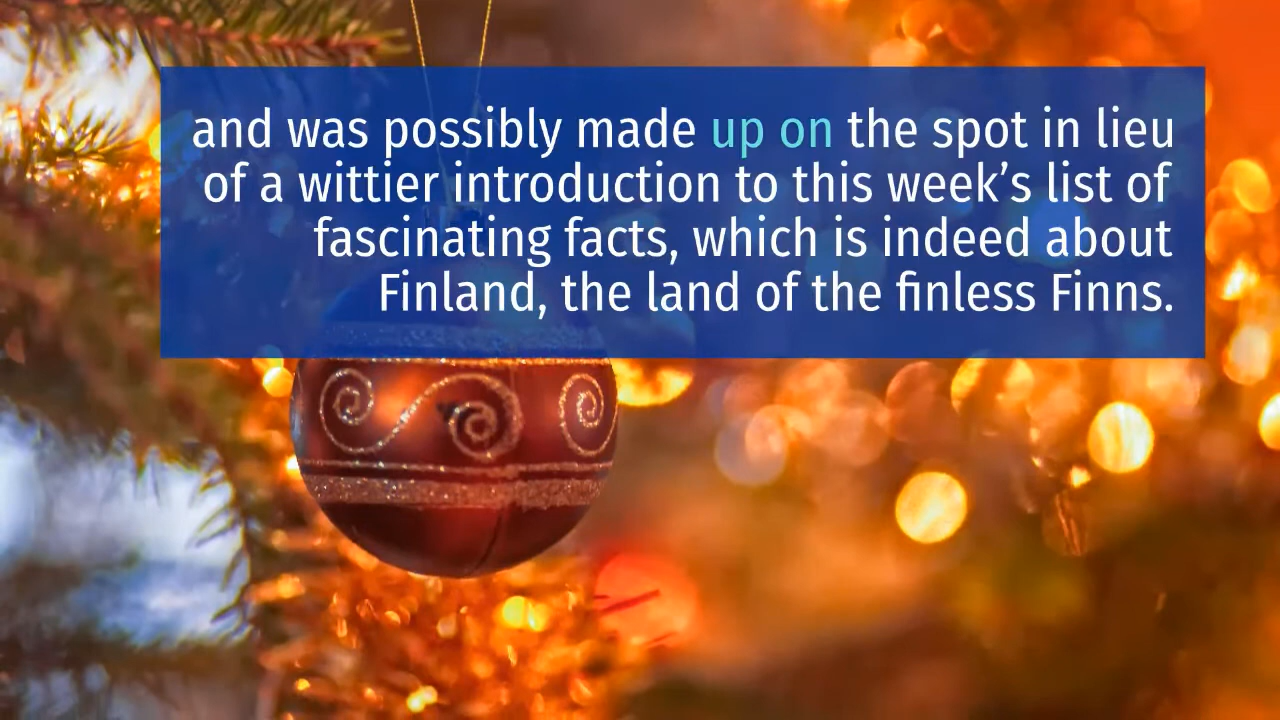 and was possibly made up on the spot in lieu
of a wittier introduction to this week’s list of
fascinating facts, which is indeed about
Finland, the land of the finless Finns.